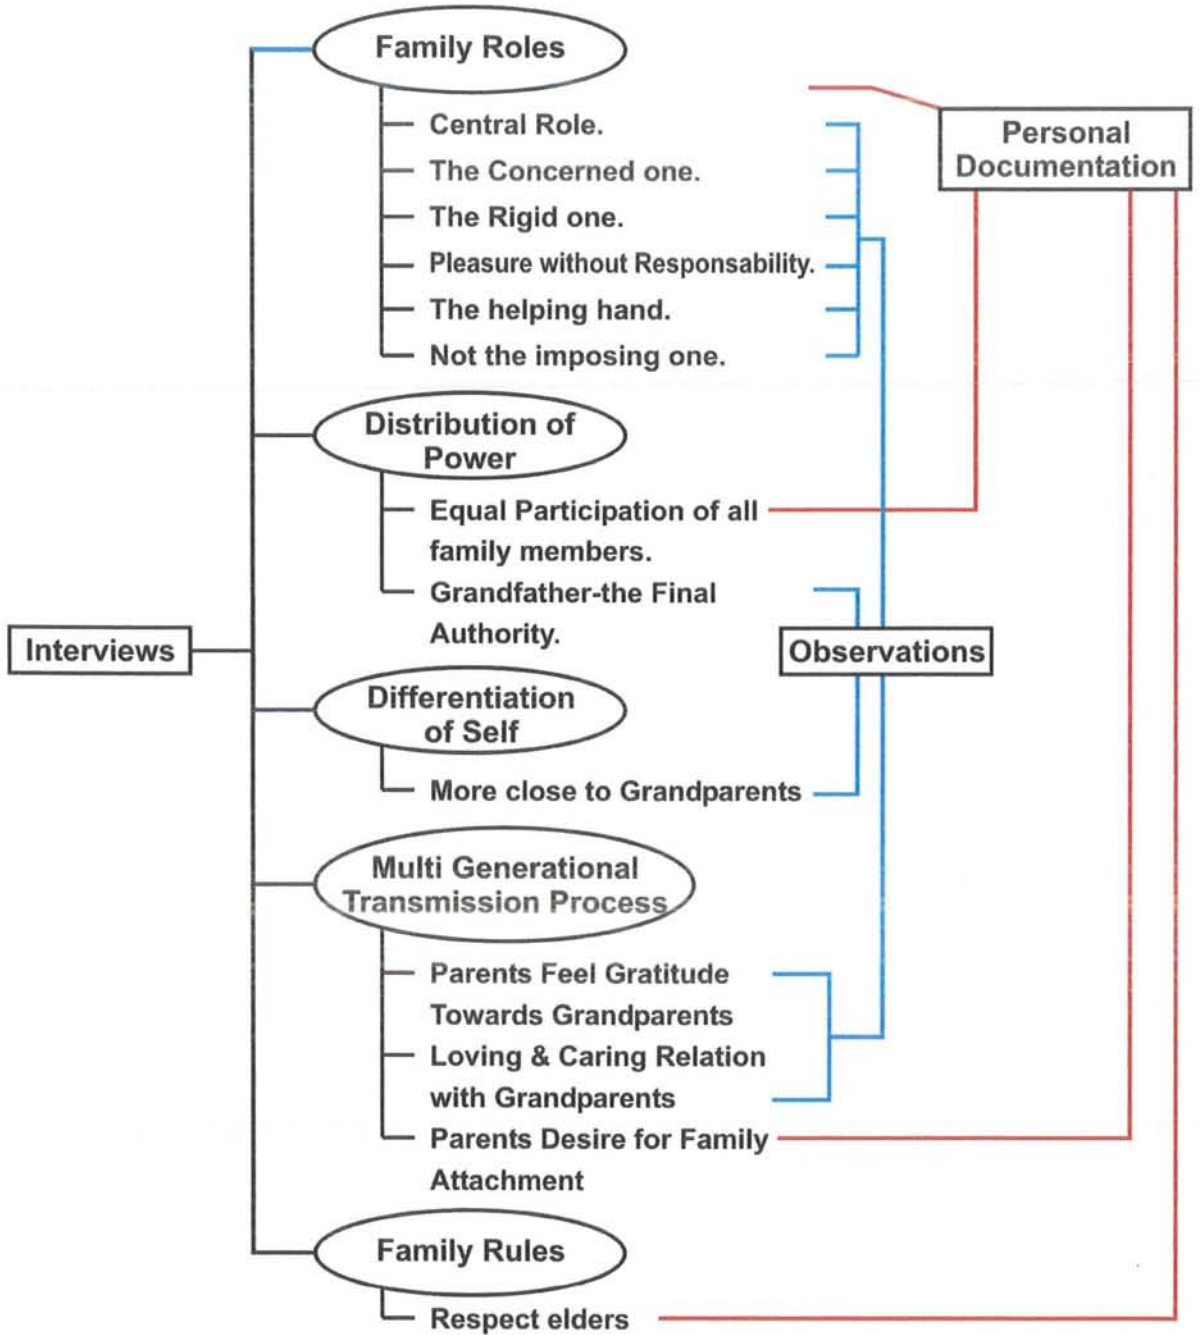 Family Roles
Central Role.
The Concerned one.
The Rigid one.
Pleasure without Responsability.
The helping hand.
Not the imposing one.
Personal
Documentation
Distribution of
Power
Equal Participation of all
family members.
Grandfather-the Final
Authority.
Interviews
Observations
Differentiation
of Self
More close to Grandparents
Multi Generational
Transmission Process
Parents Feel Gratitude
Towards Grandparents
Loving & Caring Relation
with Grandparents
Parents Desire for Family
Attachment
Family Rules
Respect elders